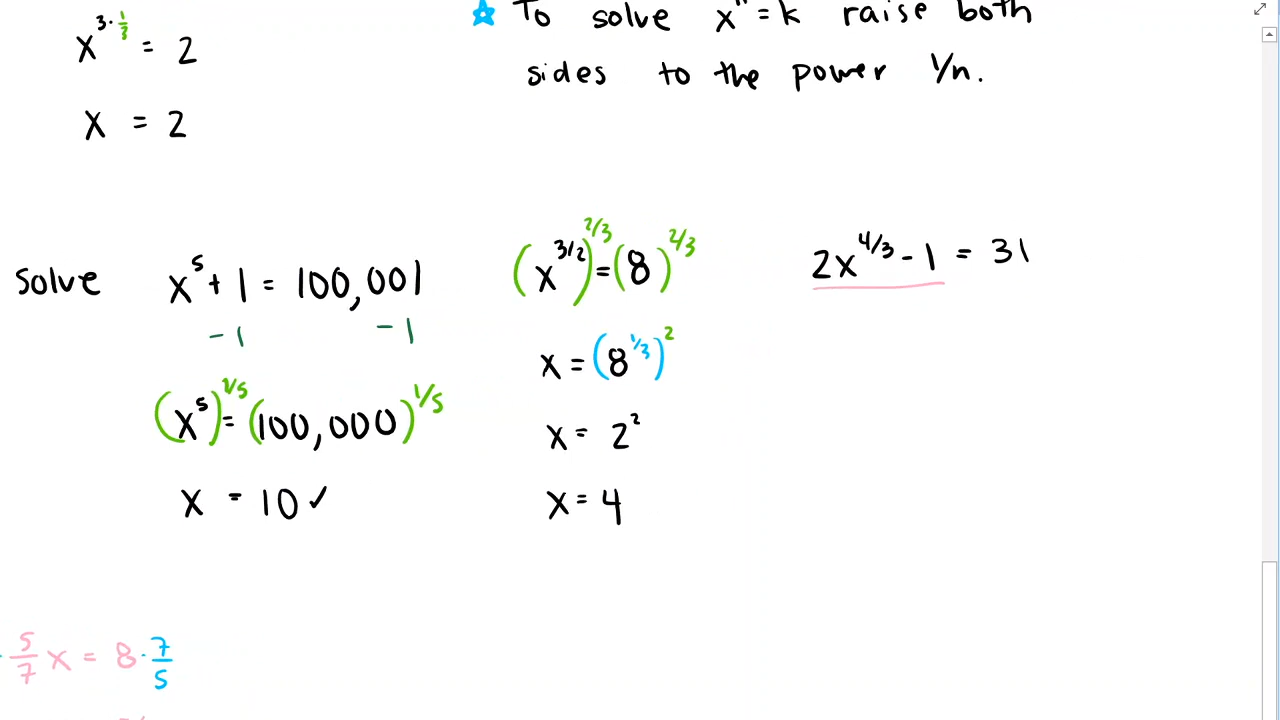 x^{3·1/3} = 2
x = 2
☆ To solve x^n = k raise both
sides to the power 1/n.
Solve
x^5 + 1 = 100,001
-1 -1
(x^5)^{1/5} = (100,000)^{1/5}
x = 10 ✓
(x^{3/2})^{2/3} = (8)^{2/3}
x = (8^{1/3})^2
x = 2^2
x = 4
2x^{4/3} - 1 = 31
· 5/7 x = 8 · 7/5